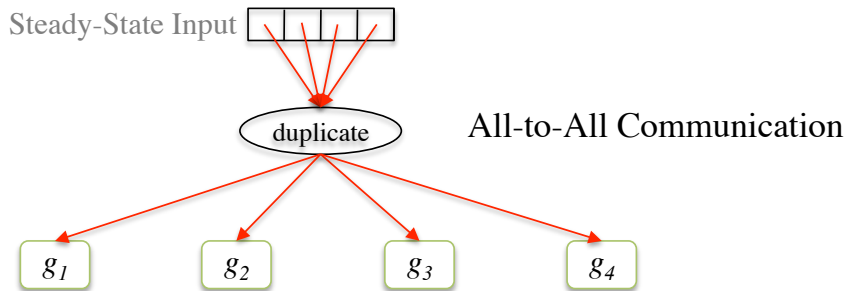 Steady-State Input
duplicate
All-to-All Communication
g1
g2
g3
g4